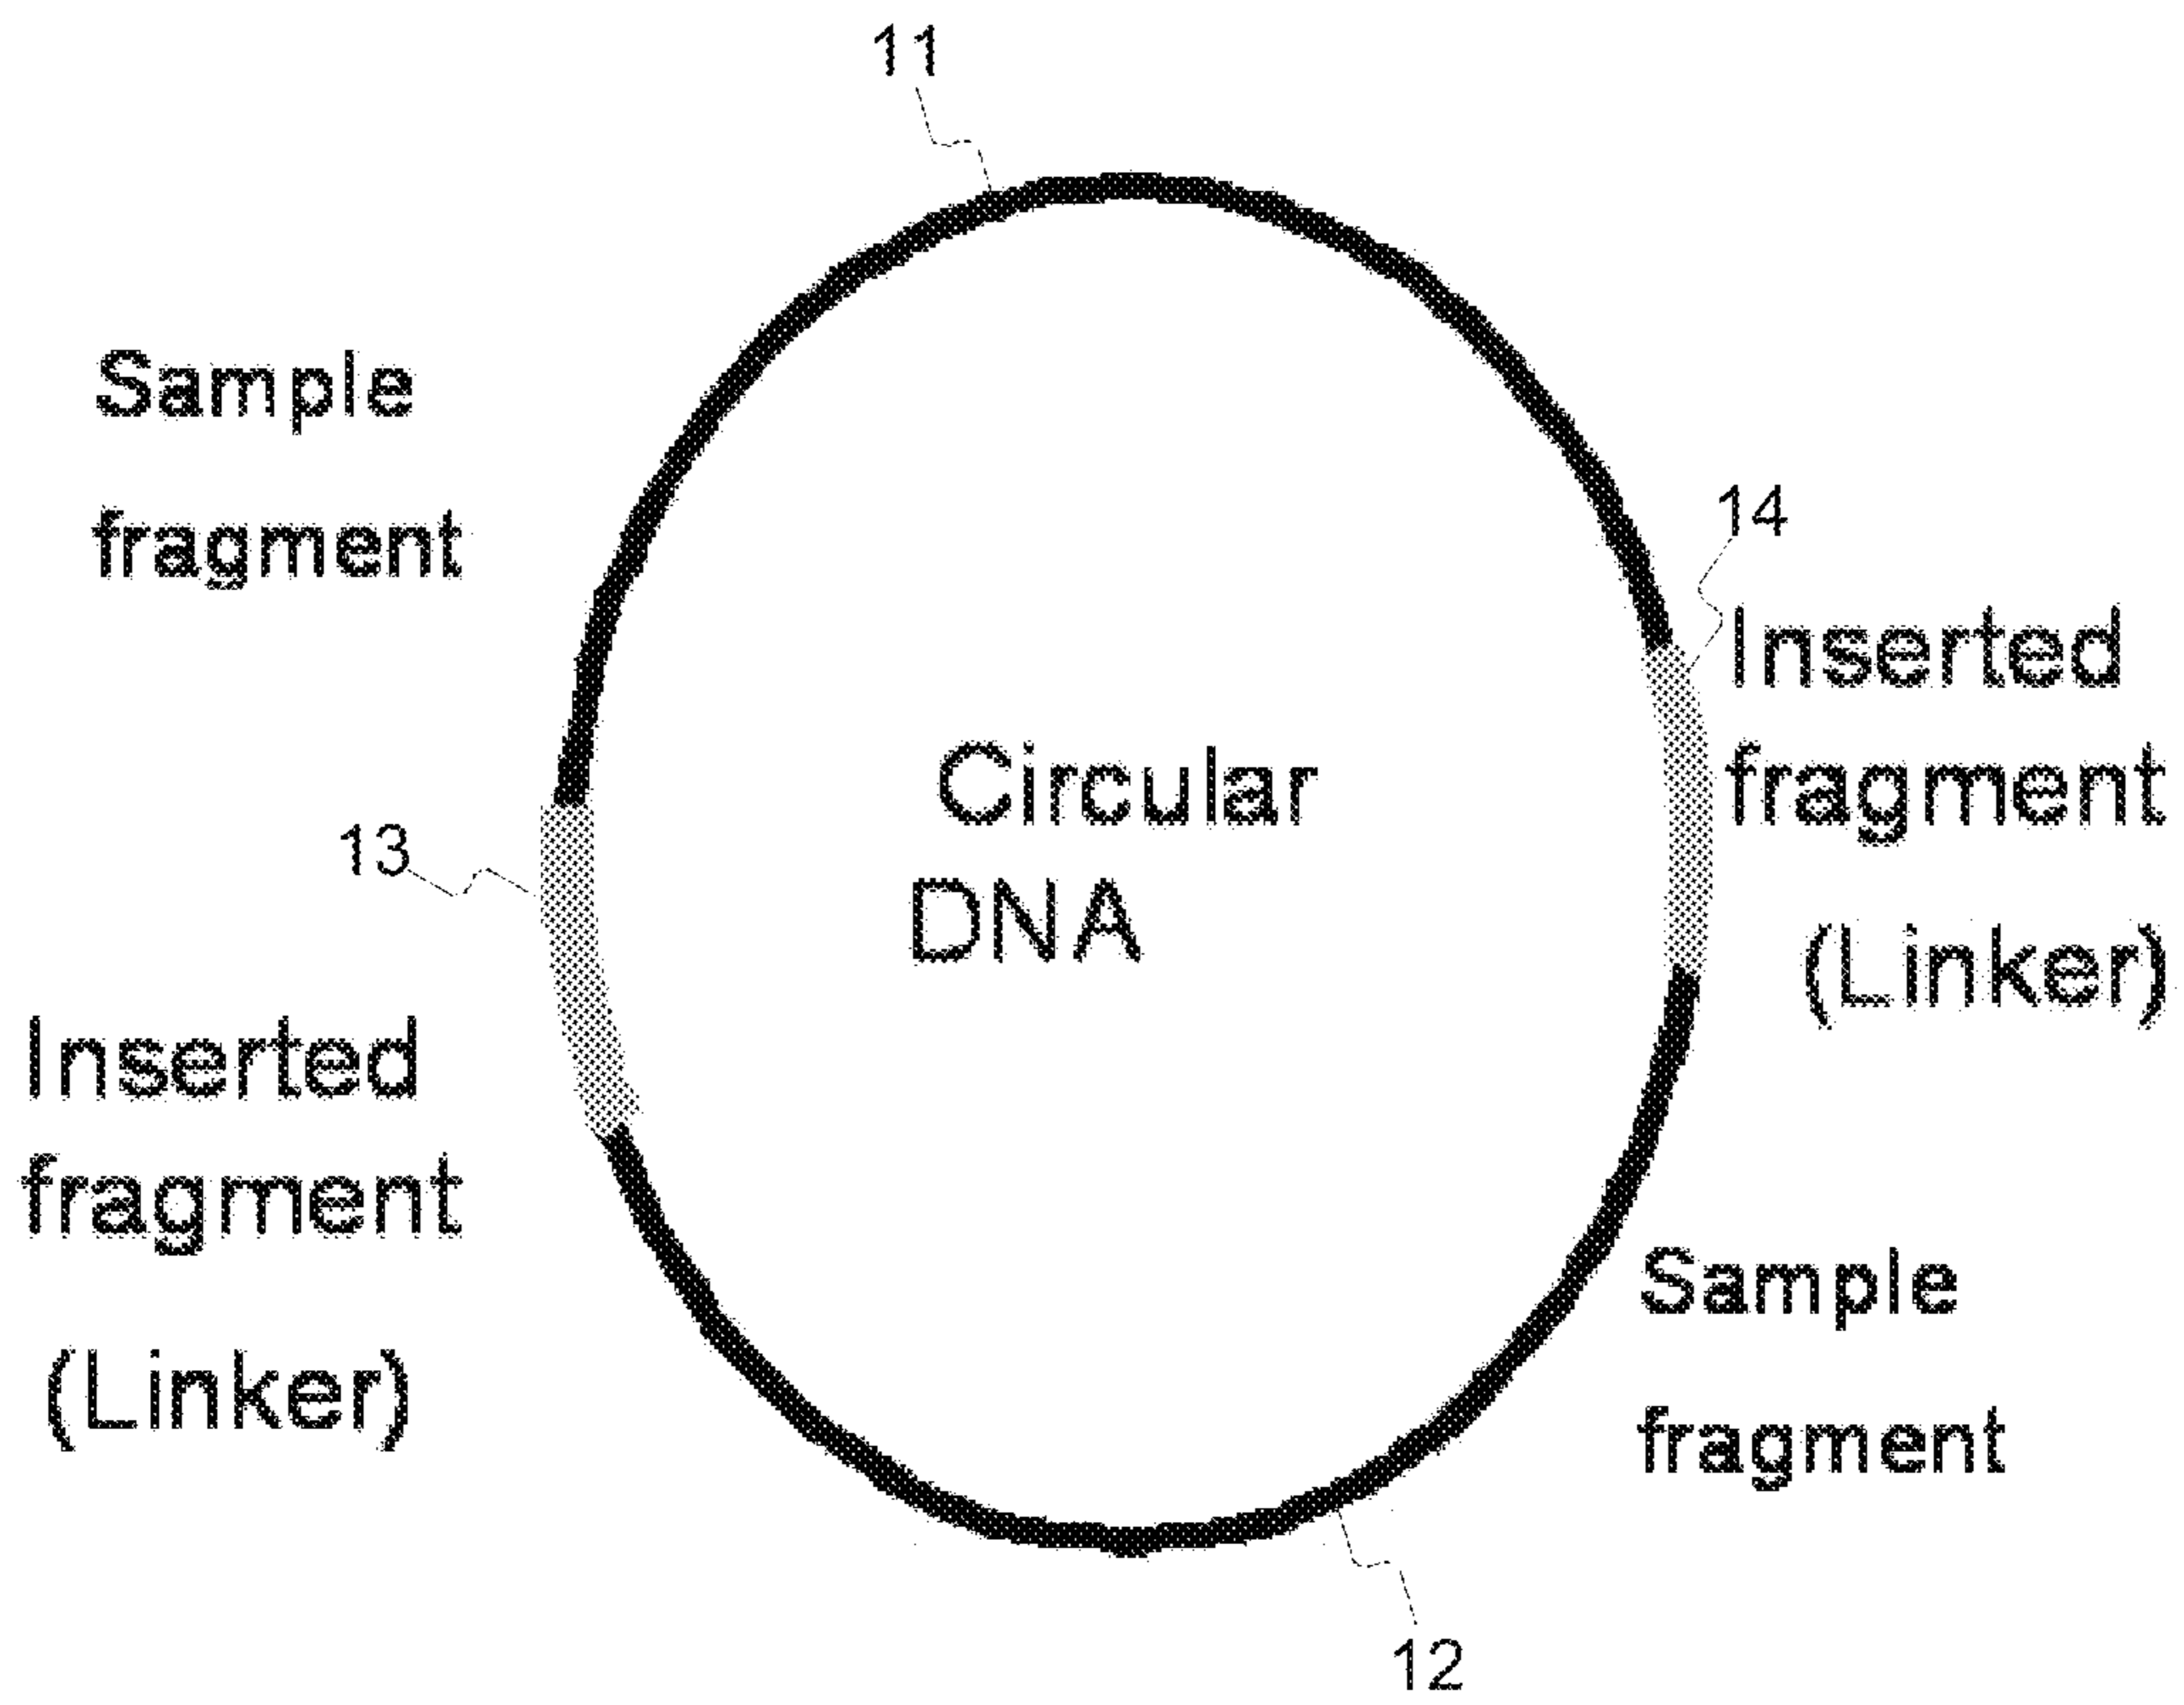 11
Sample
fragment
14
Inserted
fragment
(Linker)
Circular
DNA
13
Inserted
fragment
(Linker)
Sample
fragment
12